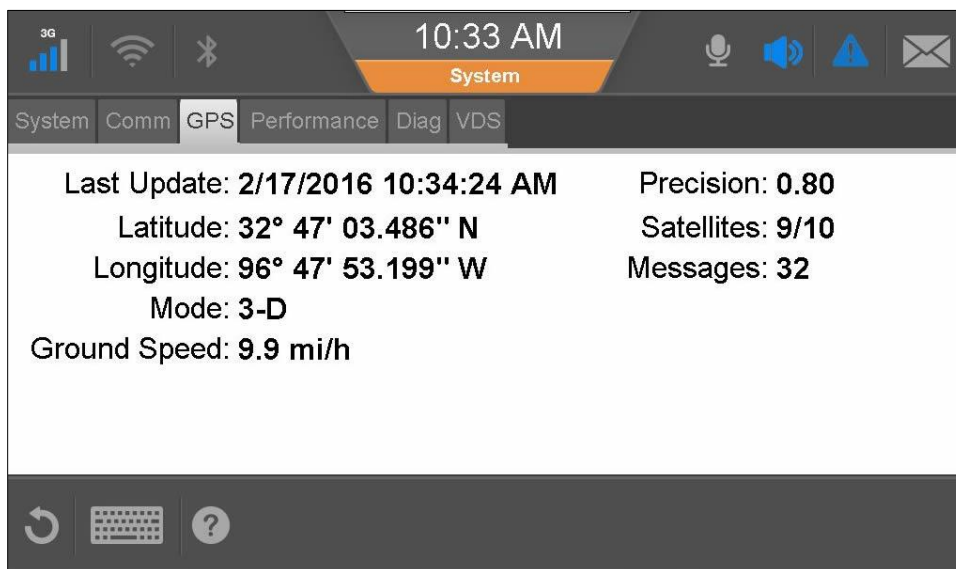 3G
10:33 AM
System
System Comm GPS Performance Diag VDS
Last Update: 2/17/2016 10:34:24 AM Precision: 0.80
Latitude: 32° 47' 03.486'' N Satellites: 9/10
Longitude: 96° 47' 53.199'' W Messages: 32
Mode: 3-D
Ground Speed: 9.9 mi/h
?